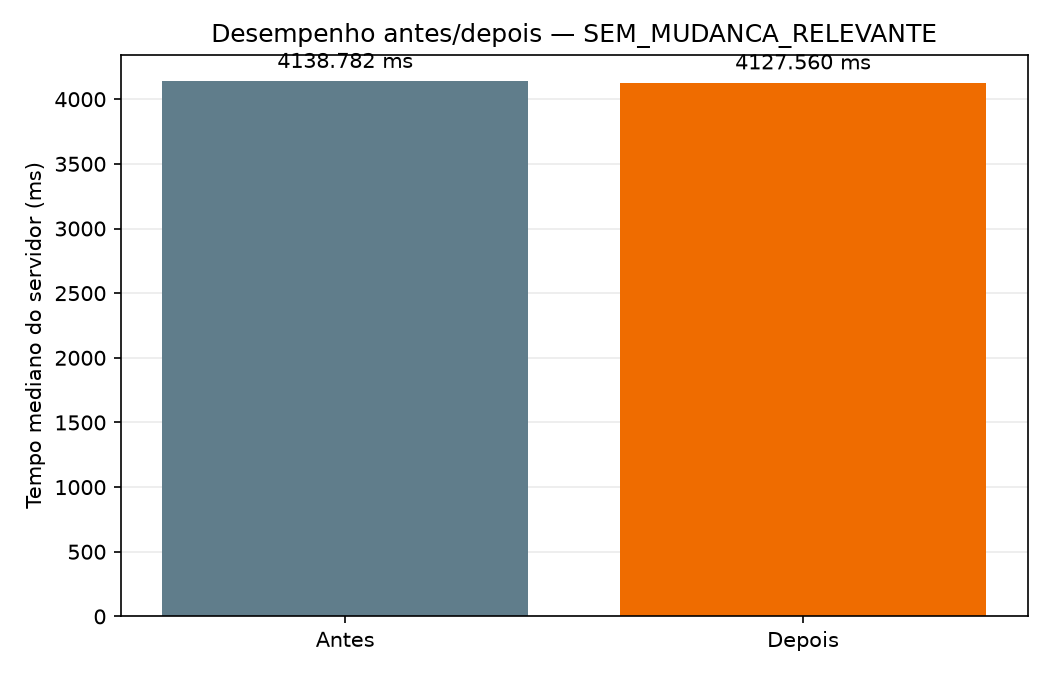 Desempenho antes/depois — SEM_MUDANCA_RELEVANTE
4138.782 ms
4127.560 ms
Tempo mediano do servidor (ms)
4000
3500
3000
2500
2000
1500
1000
500
0
Antes
Depois